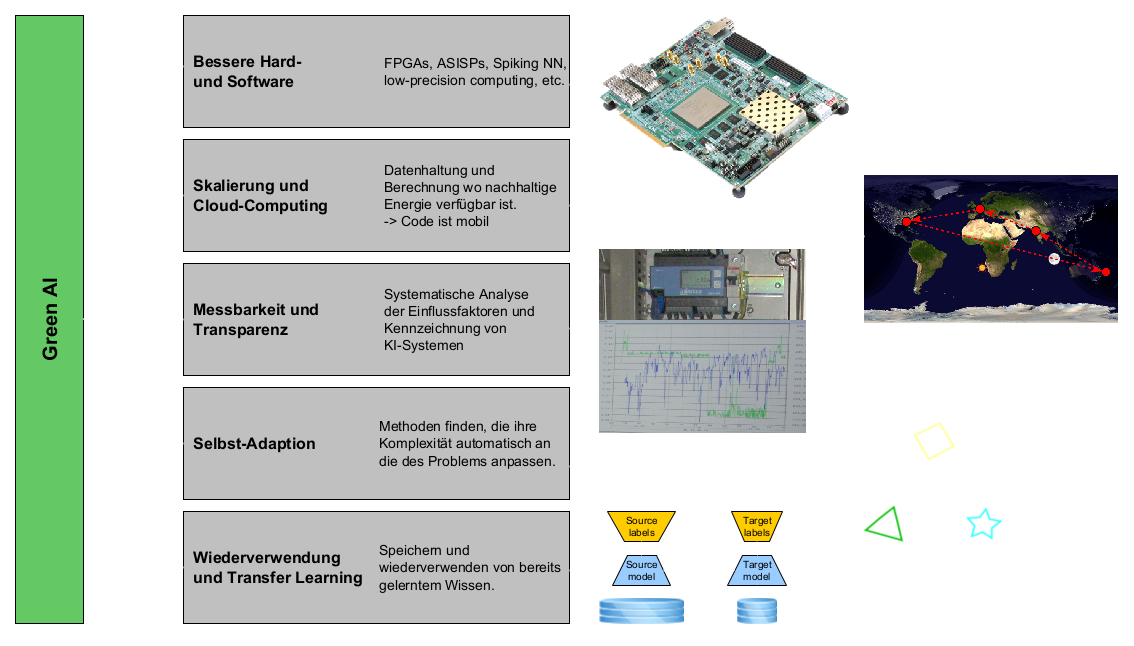 Green AI
Bessere Hard-
und Software
FPGAs, ASISPs, Spiking NN,
low-precision computing, etc.
Skalierung und
Cloud-Computing
Datenhaltung und
Berechnung wo nachhaltige
Energie verfügbar ist.
-> Code ist mobil
Messbarkeit und
Transparenz
Systematische Analyse
der Einflussfaktoren und
Kennzeichnung von
KI-Systemen
Selbst-Adaption
Methoden finden, die ihre
Komplexität automatisch an
die des Problems anpassen.
Wiederverwendung
und Transfer Learning
Speichern und
wiederverwenden von bereits
gelerntem Wissen.
Source
labels
Target
labels
Source
model
Target
model